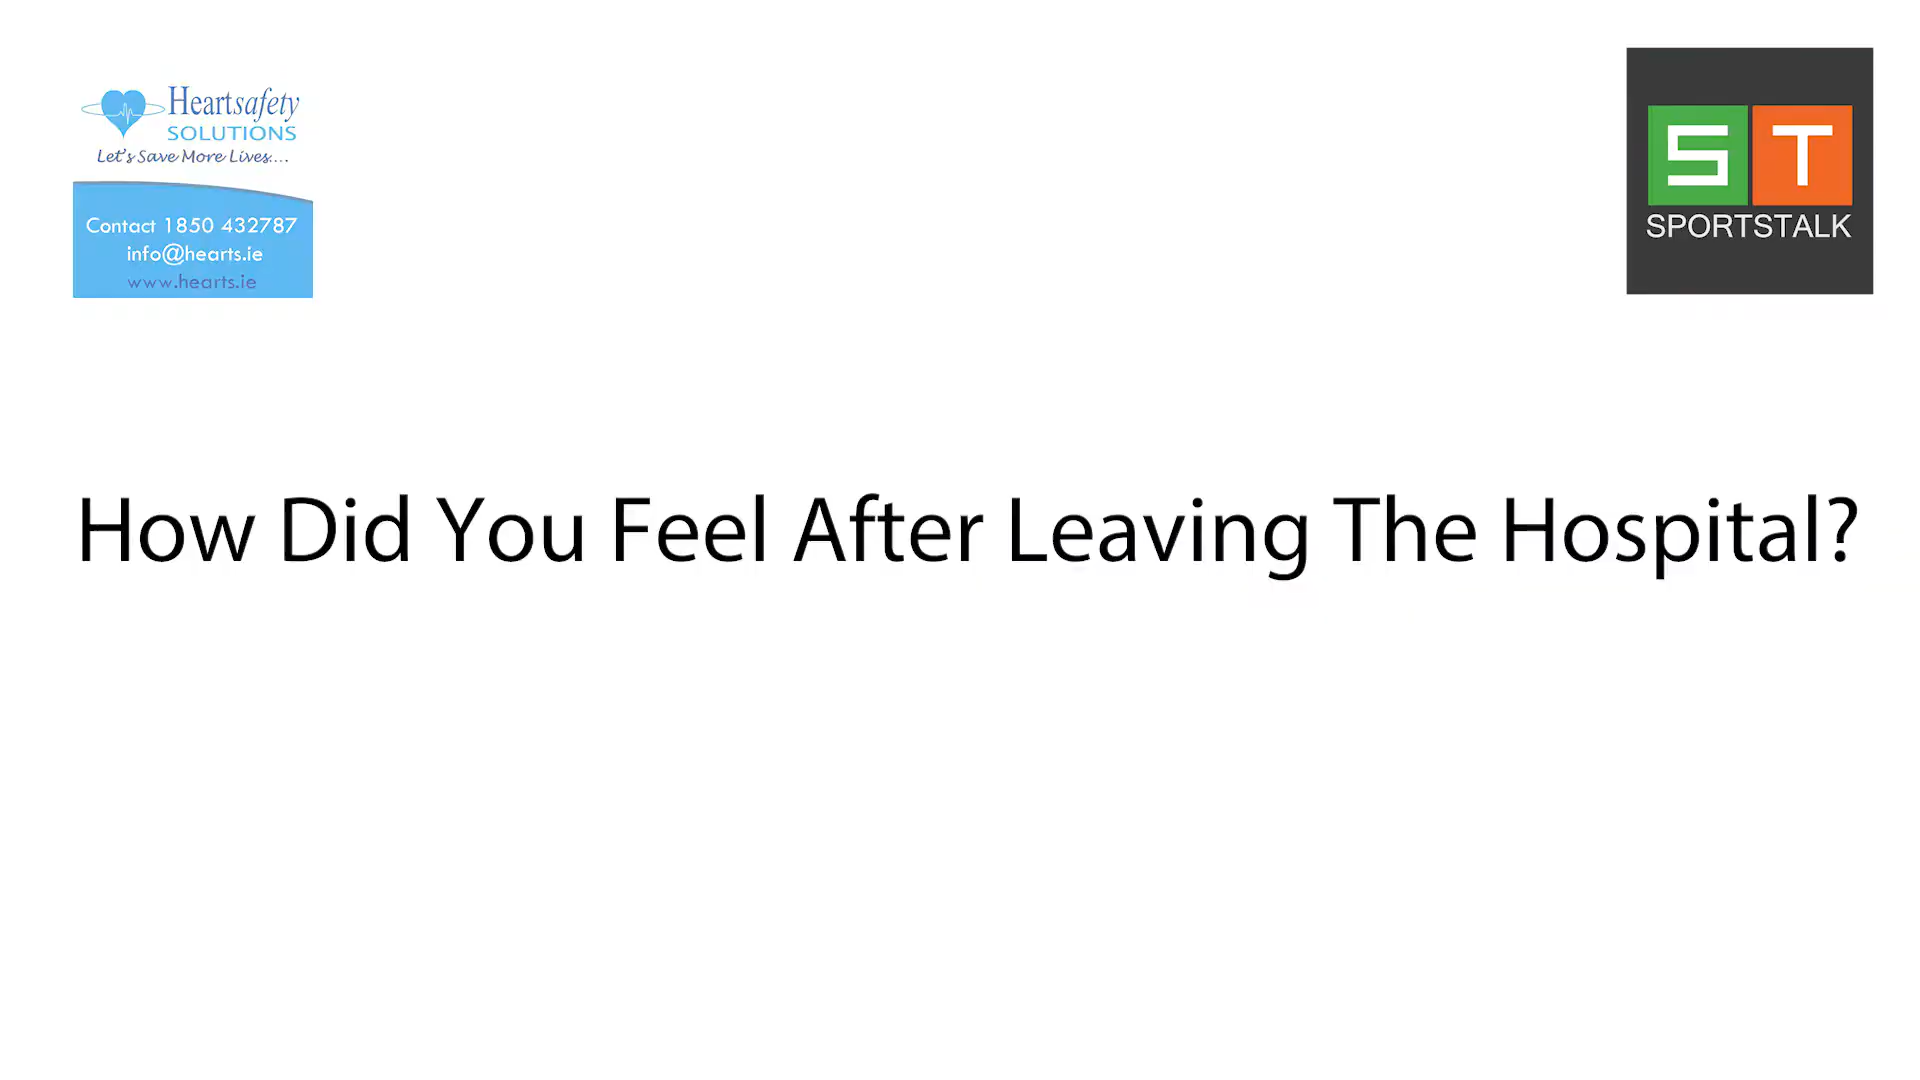 Heartsafety
SOLUTIONS
Let's Save More Lives....
Contact 1850 432787
info@hearts.ie
www.hearts.ie
ST
SPORTSTALK
How Did You Feel After Leaving The Hospital?